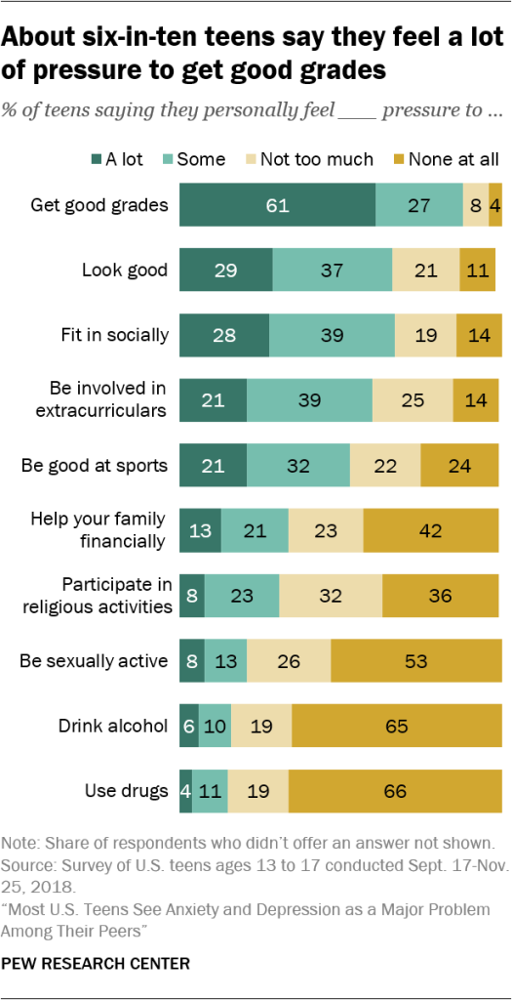 About six-in-ten teens say they feel a lot
of pressure to get good grades
% of teens saying they personally feel ___ pressure to ...
A lot Some Not too much None at all
Get good grades 61 27 8 4
Look good 29 37 21 11
Fit in socially 28 39 19 14
Be involved in
extracurriculars 21 39 25 14
Be good at sports 21 32 22 24
Help your family
financially 13 21 23 42
Participate in
religious activities 8 23 32 36
Be sexually active 8 13 26 53
Drink alcohol 6 10 19 65
Use drugs 4 11 19 66
Note: Share of respondents who didn't offer an answer not shown.
Source: Survey of U.S. teens ages 13 to 17 conducted Sept. 17-Nov.
25, 2018.
“Most U.S. Teens See Anxiety and Depression as a Major Problem
Among Their Peers”
PEW RESEARCH CENTER